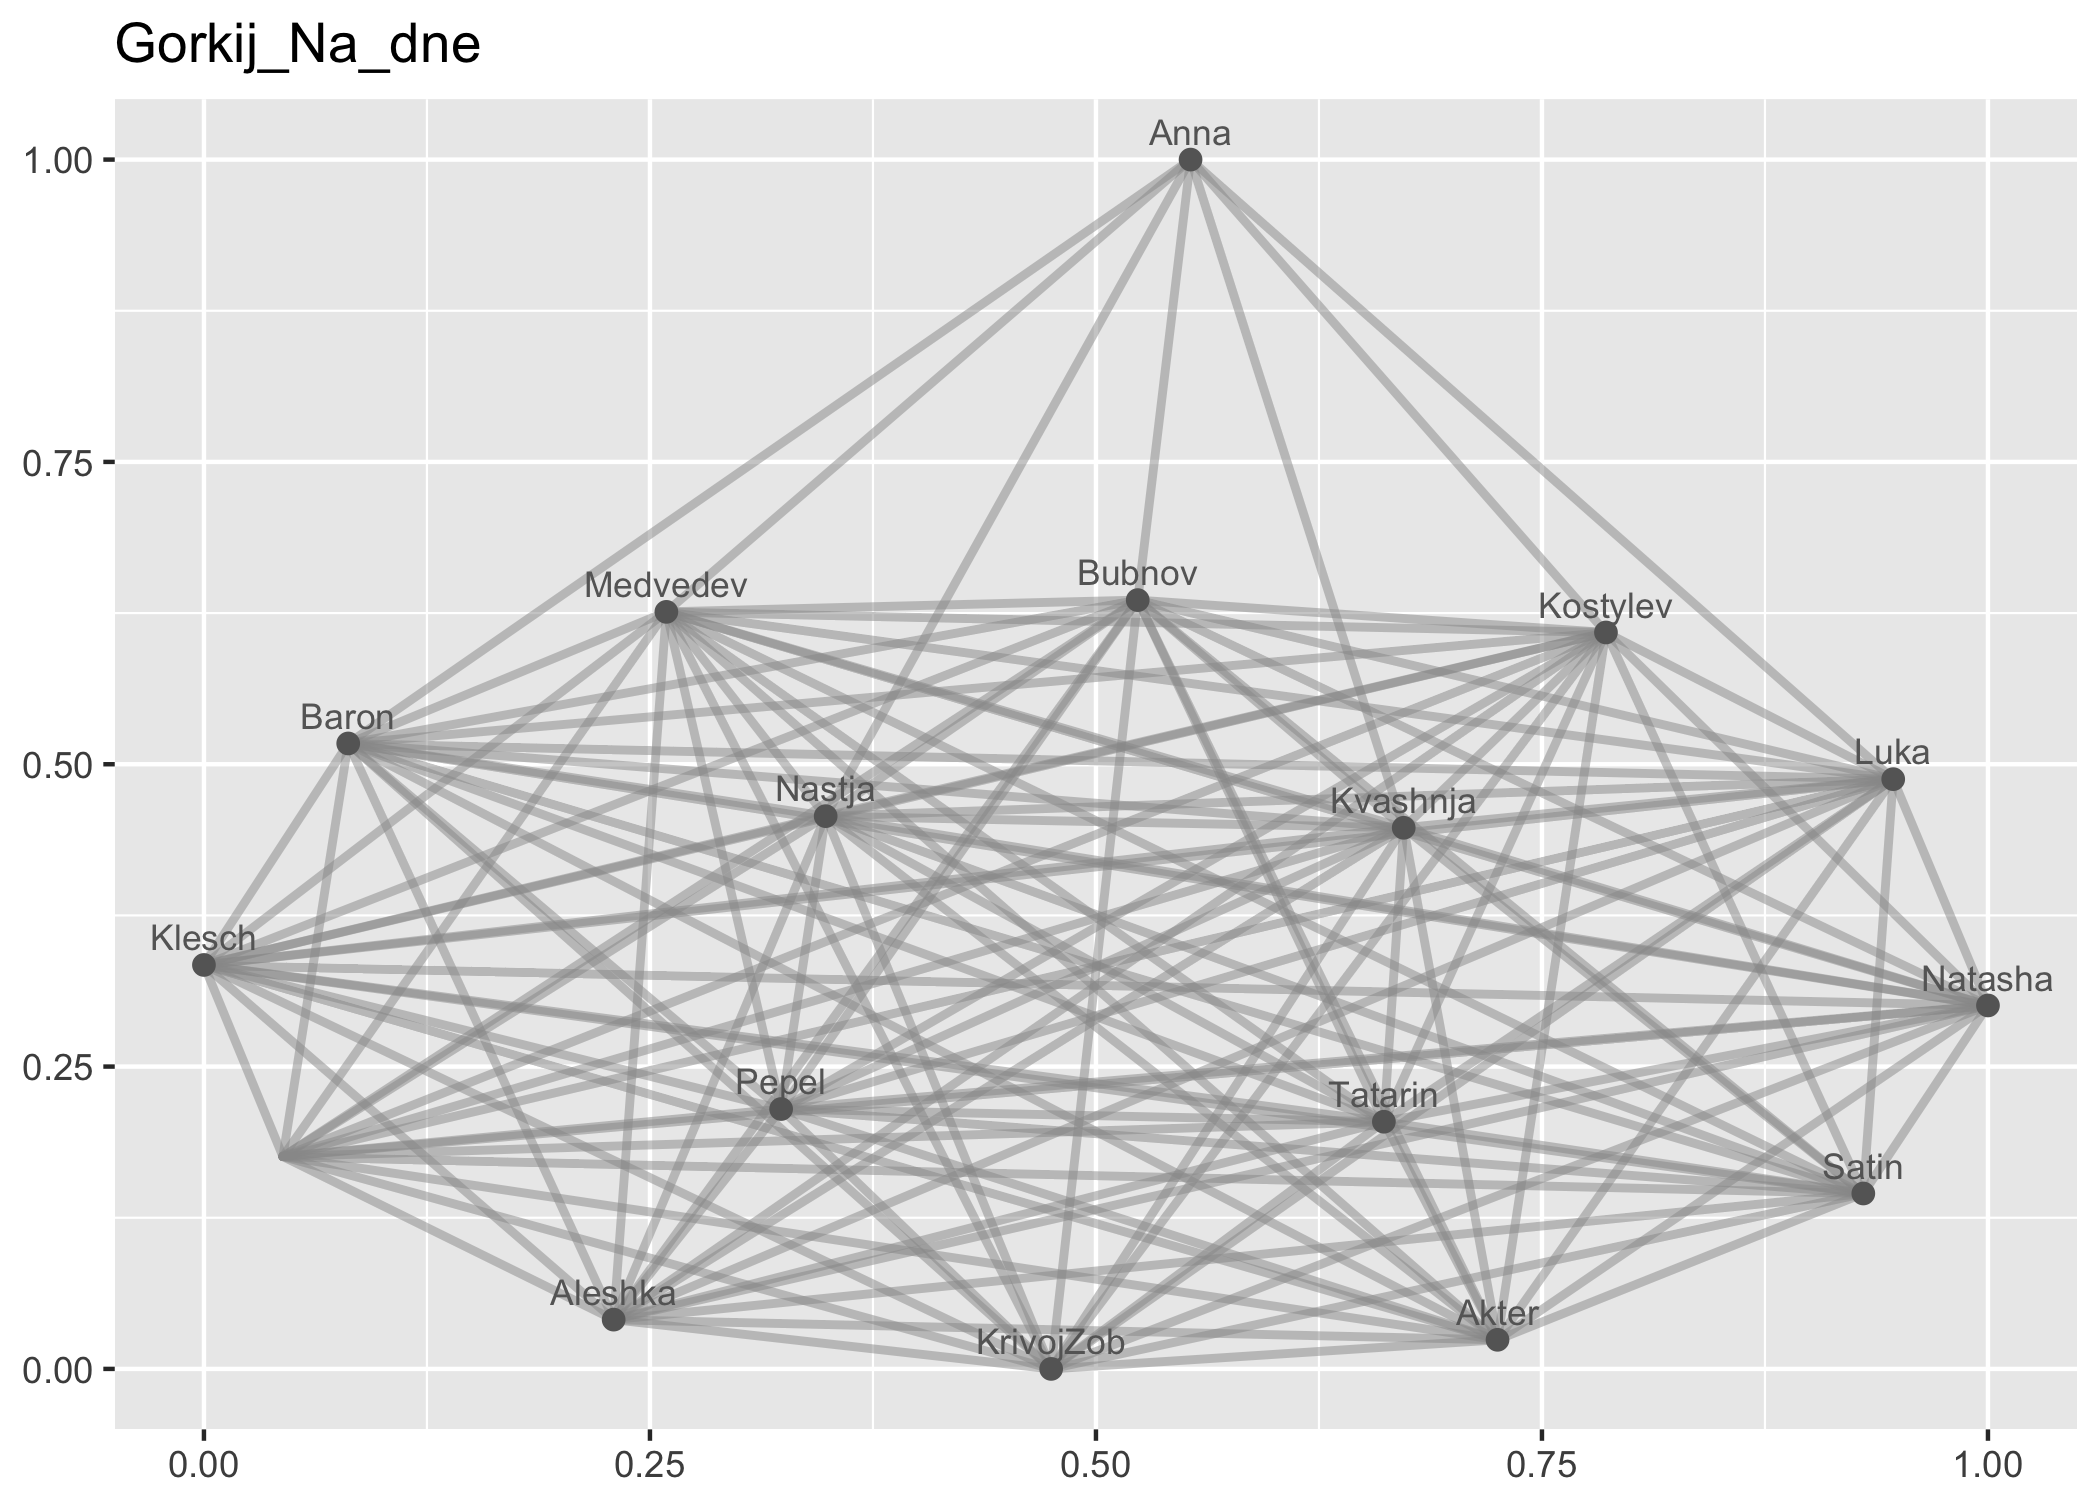 Gorkij_Na_dne
Anna
1.00
0.75
Medvedev
Bubnov
Kostylev
Baron
0.50
Luka
Nastja
Kvashnja
Klesch
Natasha
0.25
Pepel
Tatarin
Satin
Aleshka
Akter
KrivojZob
0.00
0.00 0.25 0.50 0.75 1.00